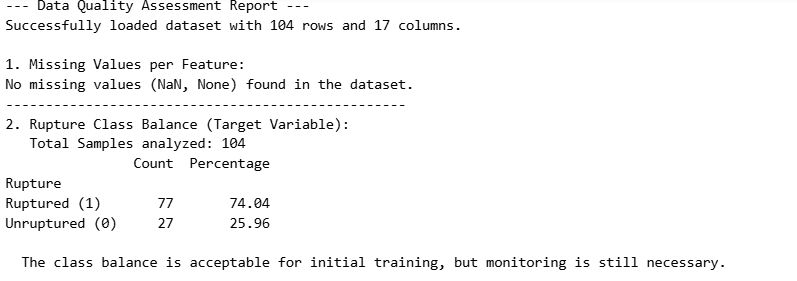 --- Data Quality Assessment Report ---
Successfully loaded dataset with 104 rows and 17 columns.
1. Missing Values per Feature:
No missing values (NaN, None) found in the dataset.
--------------------------------------------------
2. Rupture Class Balance (Target Variable):
Total Samples analyzed: 104
Count Percentage
Rupture
Ruptured (1) 77 74.04
Unruptured (0) 27 25.96
The class balance is acceptable for initial training, but monitoring is still necessary.